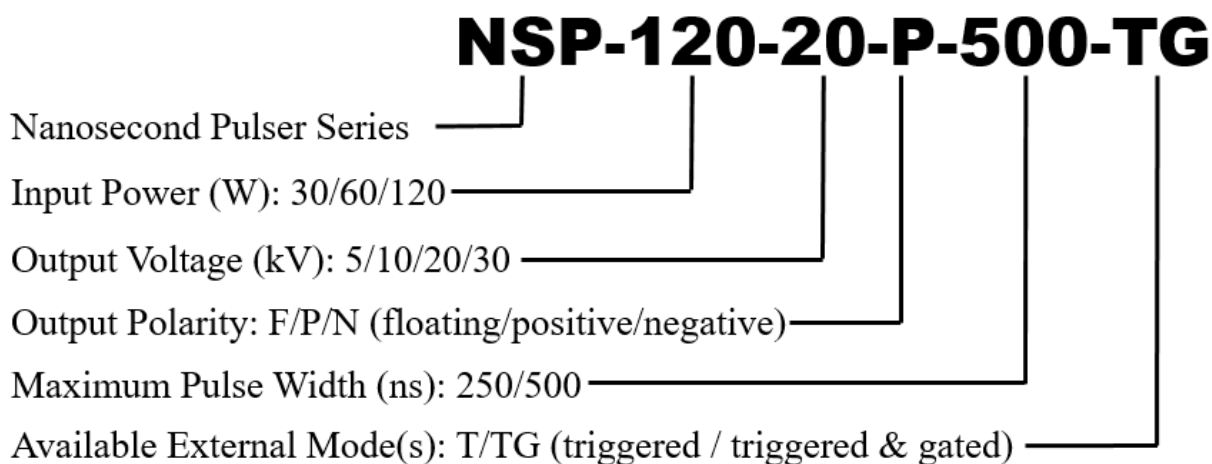 NSP-120-20-P-500-TG
Nanosecond Pulser Series
Input Power (W): 30/60/120
Output Voltage (kV): 5/10/20/30
Output Polarity: F/P/N (floating/positive/negative)
Maximum Pulse Width (ns): 250/500
Available External Mode(s): T/TG (triggered / triggered & gated)